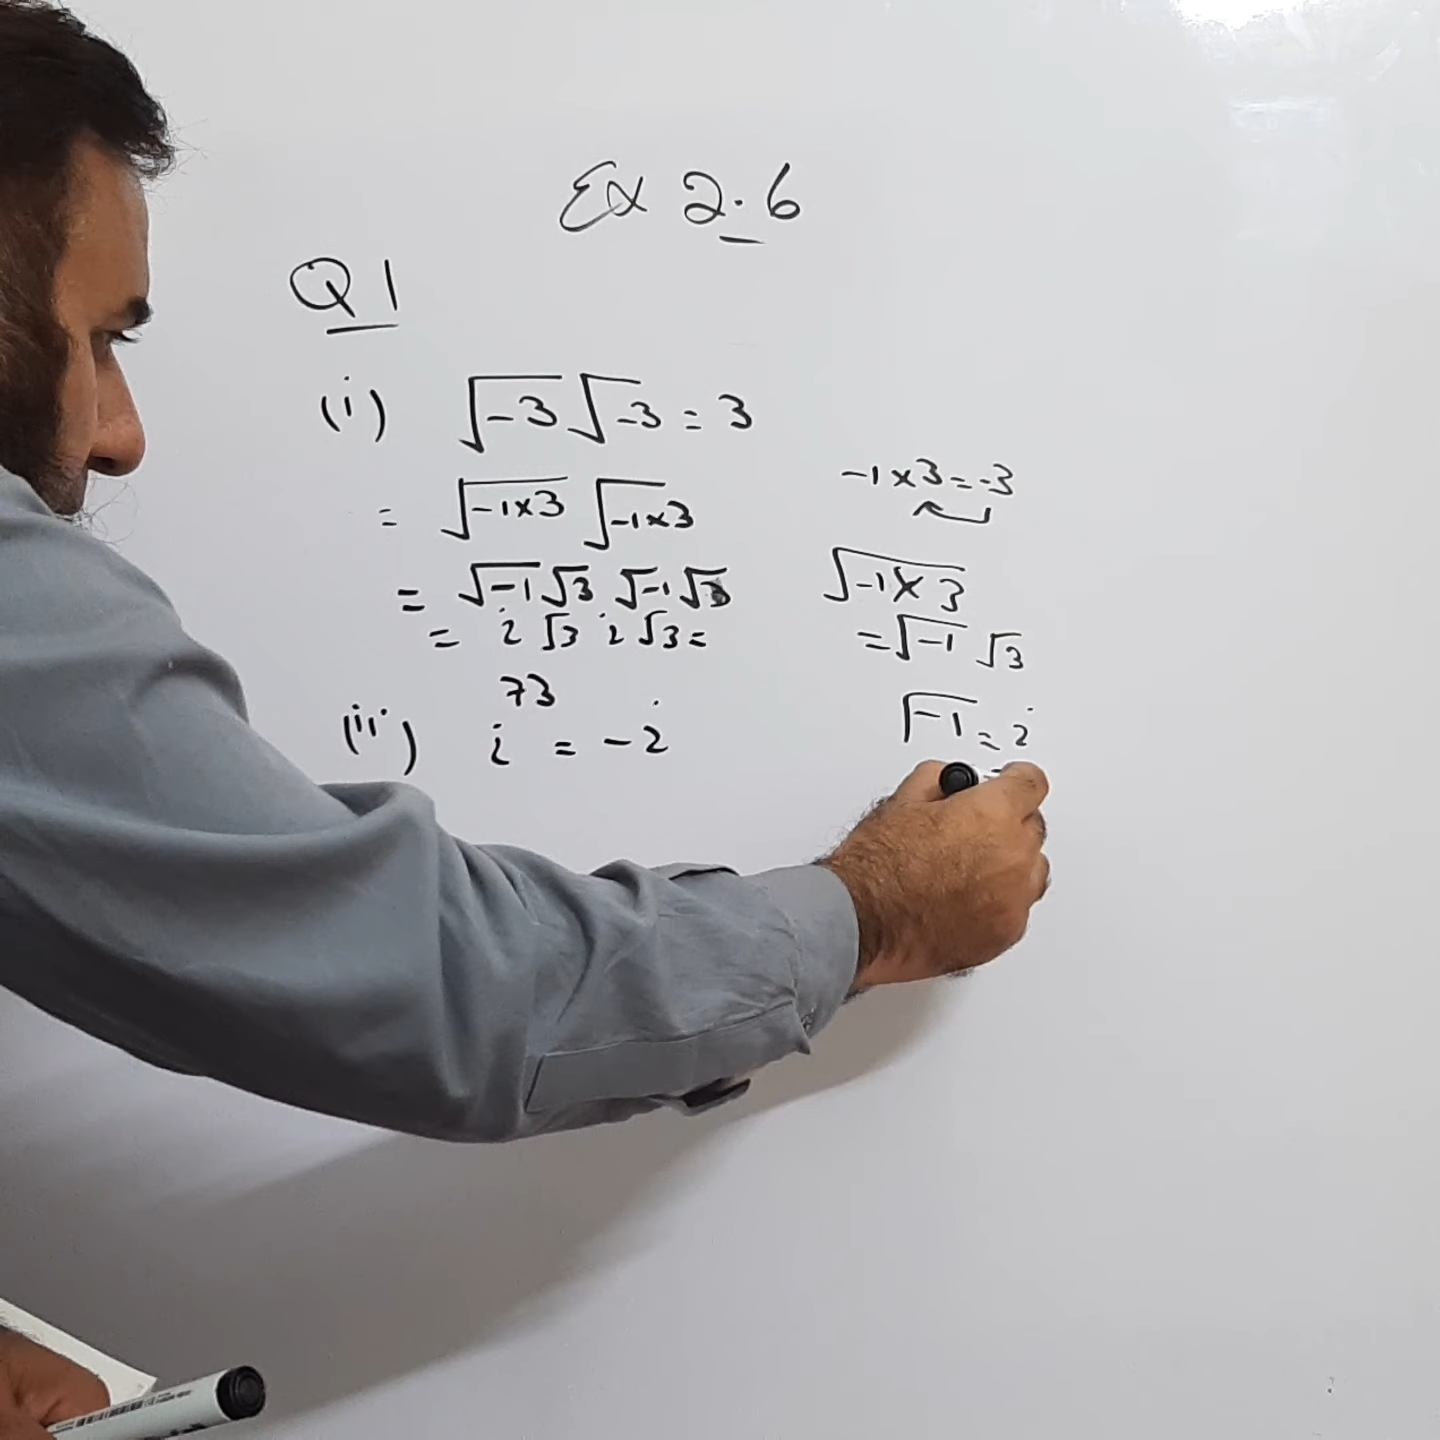 Ex 2.6
Q1
(i) √-3 √-3 = 3
= √-1×3 √-1×3
= √-1 √3 √-1 √3
= i √3 i √3 =
(ii) i⁷³ = -i
-1×3=-3
√-1×3
=√-1 √3
√-1 = i